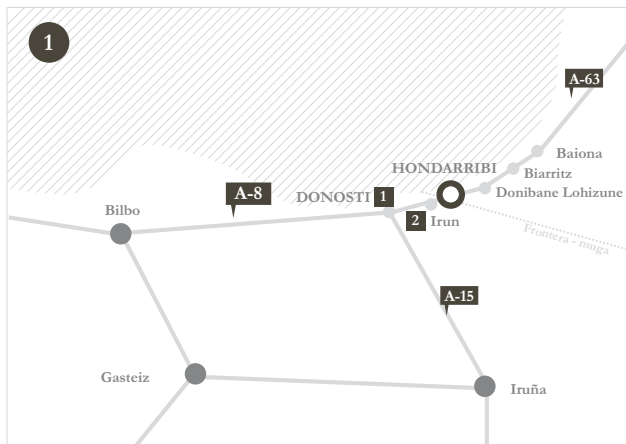 1
A-63
Baiona
HONDARRIBI
Biarritz
DONOSTI 1
Donibane Lohizune
A-8
2 Irun
Bilbo
Frontera - muga
A-15
Gasteiz
Iruña